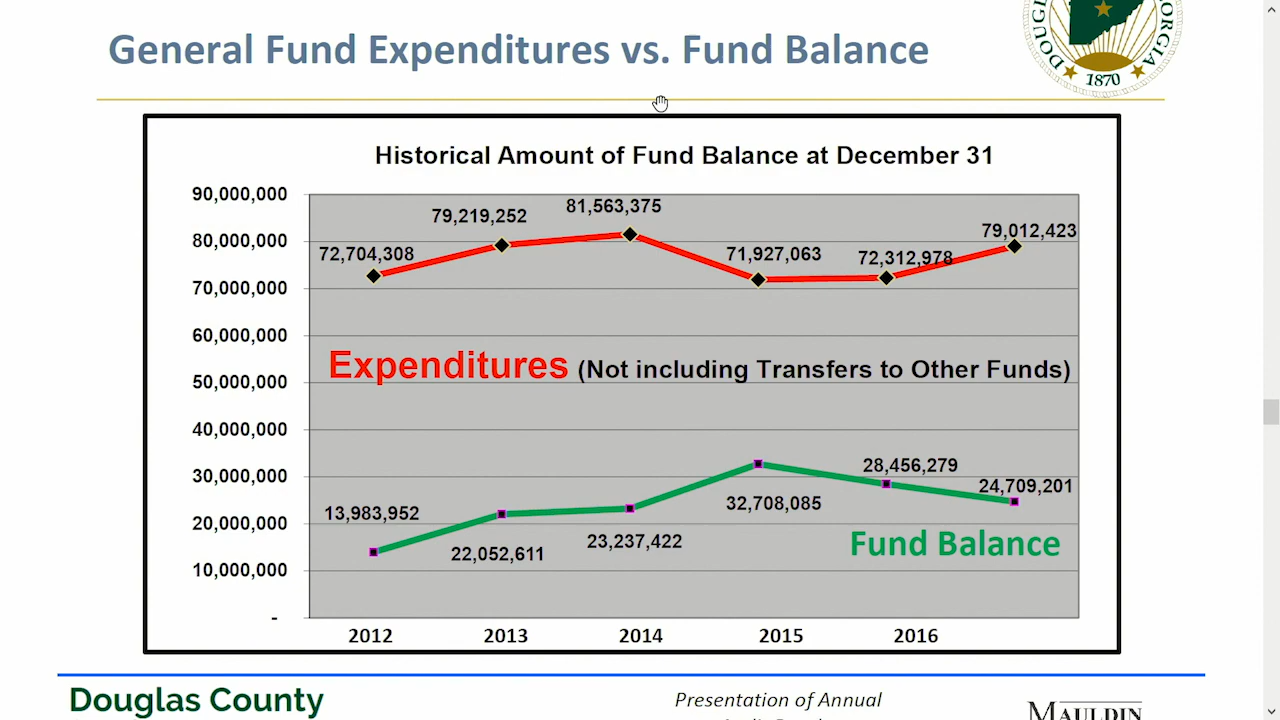 General Fund Expenditures vs. Fund Balance
1870
Historical Amount of Fund Balance at December 31
90,000,000
80,000,000
70,000,000
60,000,000
50,000,000
40,000,000
30,000,000
20,000,000
10,000,000
-
72,704,308
79,219,252
81,563,375
71,927,063
72,312,978
79,012,423
Expenditures (Not including Transfers to Other Funds)
13,983,952
22,052,611
23,237,422
32,708,085
28,456,279
24,709,201
Fund Balance
2012 2013 2014 2015 2016
Douglas County
Presentation of Annual
MAULDIN